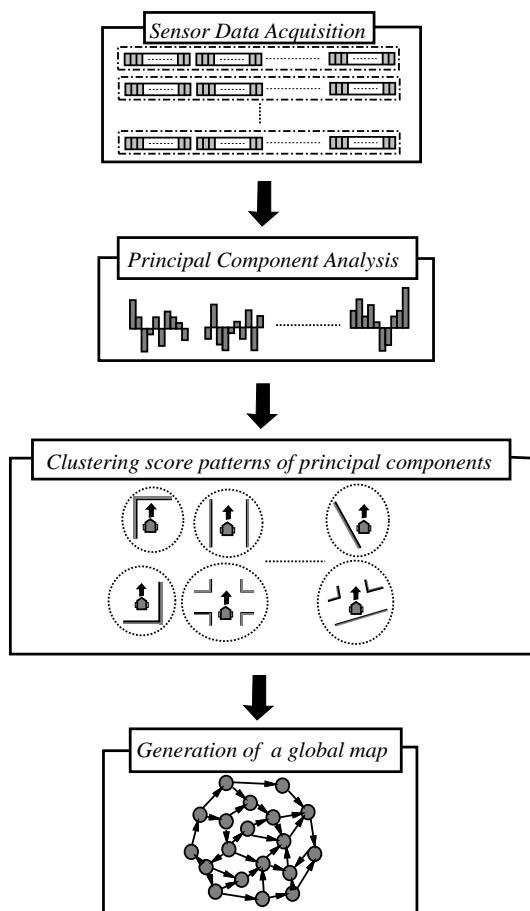 Sensor Data Acquisition
Principal Component Analysis
Clustering score patterns of principal components
Generation of a global map